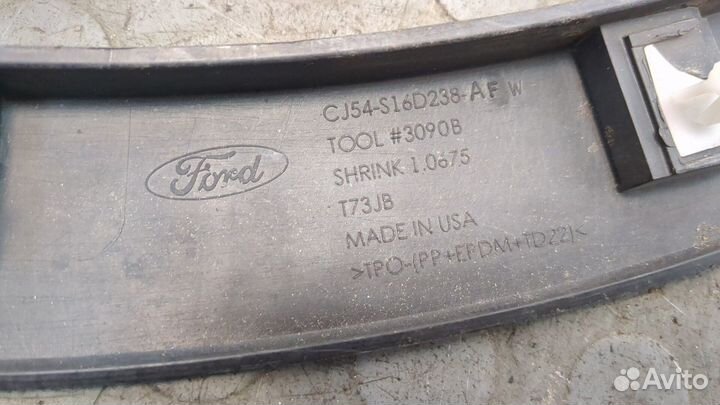 CJ54-S16D238-AF W
TOOL #3090B
SHRINK 1.0675
T73JB
MADE IN USA
>TPO-(PP+EPDM+TD22)<
Ford
Avito